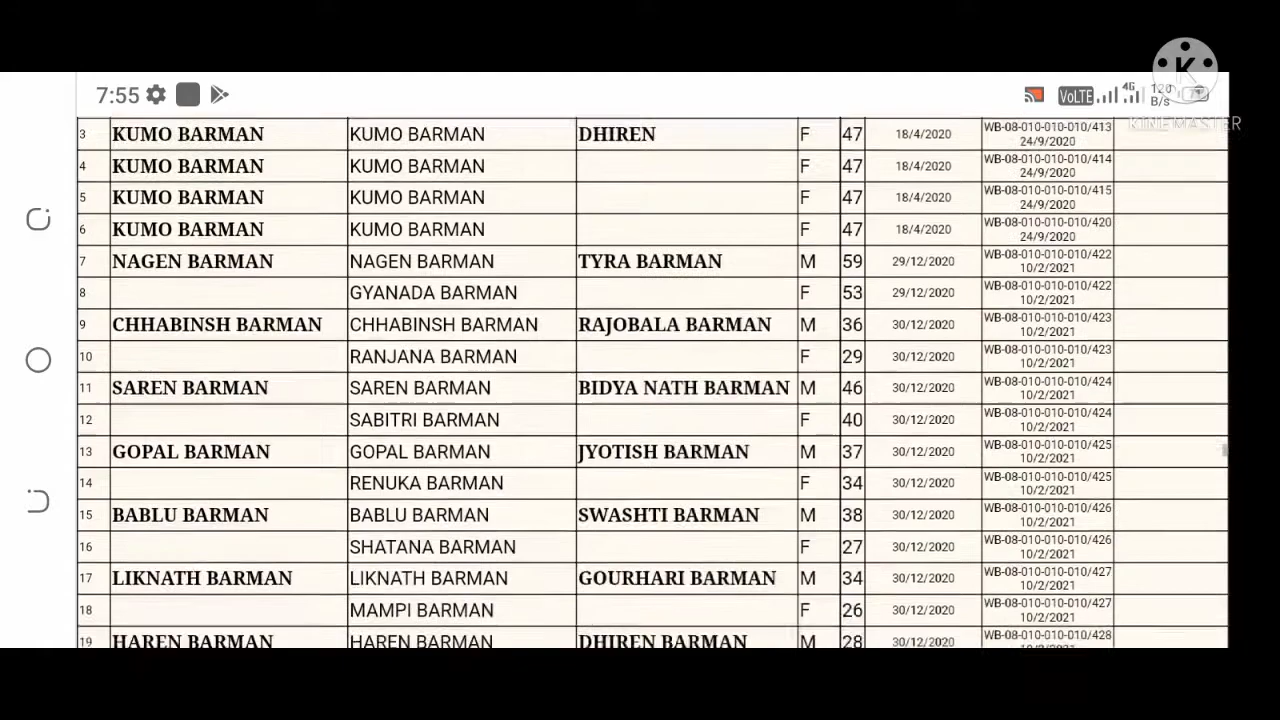 7:55 VoLTE 4G 120 B/s
KINEMASTER
3 KUMO BARMAN KUMO BARMAN DHIREN F 47 18/4/2020 WB-08-010-010-010/413 24/9/2020
4 KUMO BARMAN KUMO BARMAN F 47 18/4/2020 WB-08-010-010-010/414 24/9/2020
5 KUMO BARMAN KUMO BARMAN F 47 18/4/2020 WB-08-010-010-010/415 24/9/2020
6 KUMO BARMAN KUMO BARMAN F 47 18/4/2020 WB-08-010-010-010/420 24/9/2020
7 NAGEN BARMAN NAGEN BARMAN TYRA BARMAN M 59 29/12/2020 WB-08-010-010-010/422 10/2/2021
8 GYANADA BARMAN F 53 29/12/2020 WB-08-010-010-010/422 10/2/2021
9 CHHABINSH BARMAN CHHABINSH BARMAN RAJOBALA BARMAN M 36 30/12/2020 WB-08-010-010-010/423 10/2/2021
10 RANJANA BARMAN F 29 30/12/2020 WB-08-010-010-010/423 10/2/2021
11 SAREN BARMAN SAREN BARMAN BIDYA NATH BARMAN M 46 30/12/2020 WB-08-010-010-010/424 10/2/2021
12 SABITRI BARMAN F 40 30/12/2020 WB-08-010-010-010/424 10/2/2021
13 GOPAL BARMAN GOPAL BARMAN JYOTISH BARMAN M 37 30/12/2020 WB-08-010-010-010/425 10/2/2021
14 RENUKA BARMAN F 34 30/12/2020 WB-08-010-010-010/425 10/2/2021
15 BABLU BARMAN BABLU BARMAN SWASHTI BARMAN M 38 30/12/2020 WB-08-010-010-010/426 10/2/2021
16 SHATANA BARMAN F 27 30/12/2020 WB-08-010-010-010/426 10/2/2021
17 LIKNATH BARMAN LIKNATH BARMAN GOURHARI BARMAN M 34 30/12/2020 WB-08-010-010-010/427 10/2/2021
18 MAMPI BARMAN F 26 30/12/2020 WB-08-010-010-010/427 10/2/2021
19 HAREN BARMAN HAREN BARMAN DHIREN BARMAN M 28 30/12/2020 WB-08-010-010-010/428